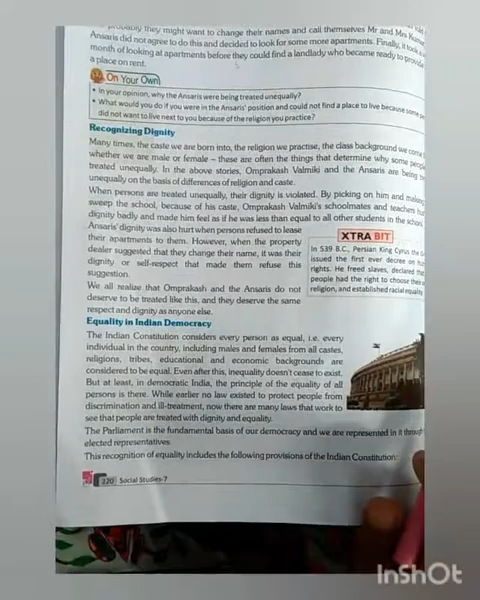 probably they might want to change their names and call themselves Mr and Mrs Kumar.
Ansaris did not agree to do this and decided to look for some more apartments. Finally, it took a
month of looking at apartments before they could find a landlady who became ready to provide
a place on rent.
On Your Own
• In your opinion, why the Ansaris were being treated unequally?
• What would you do if you were in the Ansaris' position and could not find a place to live because some
did not want to live next to you because of the religion you practise?
Recognizing Dignity
Many times, the caste we are born into, the religion we practise, the class background we come
whether we are male or female – these are often the things that determine why some people
treated unequally. In the above stories, Omprakash Valmiki and the Ansaris are being
unequally on the basis of differences of religion and caste.
When persons are treated unequally, their dignity is violated. By picking on him and making
sweep the school, because of his caste, Omprakash Valmiki's schoolmates and teachers hurt
dignity badly and made him feel as if he was less than equal to all other students in the school.
Ansaris' dignity was also hurt when persons refused to lease
their apartments to them. However, when the property
dealer suggested that they change their name, it was their
dignity or self-respect that made them refuse this
suggestion.
We all realize that Omprakash and the Ansaris do not
deserve to be treated like this, and they deserve the same
respect and dignity as anyone else.
XTRA BIT
In 539 B.C., Persian King Cyrus the
issued the first ever decree on
rights. He freed slaves, declared that
people had the right to choose their
religion, and established racial equality
Equality in Indian Democracy
The Indian Constitution considers every person as equal, i.e. every
individual in the country, including males and females from all castes,
religions, tribes, educational and economic backgrounds are
considered to be equal. Even after this, inequality doesn't cease to exist.
But at least, in democratic India, the principle of the equality of all
persons is there. While earlier no law existed to protect people from
discrimination and ill-treatment, now there are many laws that work to
see that people are treated with dignity and equality.
The Parliament is the fundamental basis of our democracy and we are represented in it through
elected representatives.
This recognition of equality includes the following provisions of the Indian Constitution:
220 Social Studies-7
InShOt